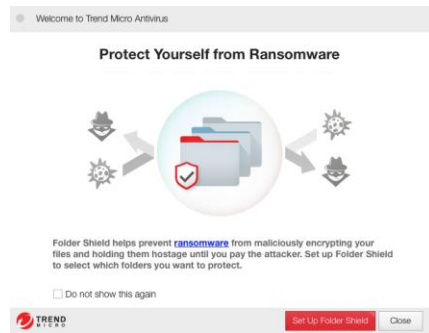 Welcome to Trend Micro Antivirus
Protect Yourself from Ransomware
Folder Shield helps prevent ransomware from maliciously encrypting your
files and holding them hostage until you pay the attacker. Set up Folder Shield
to select which folders you want to protect.
Do not show this again
TREND
MICRO
Set Up Folder Shield
Close